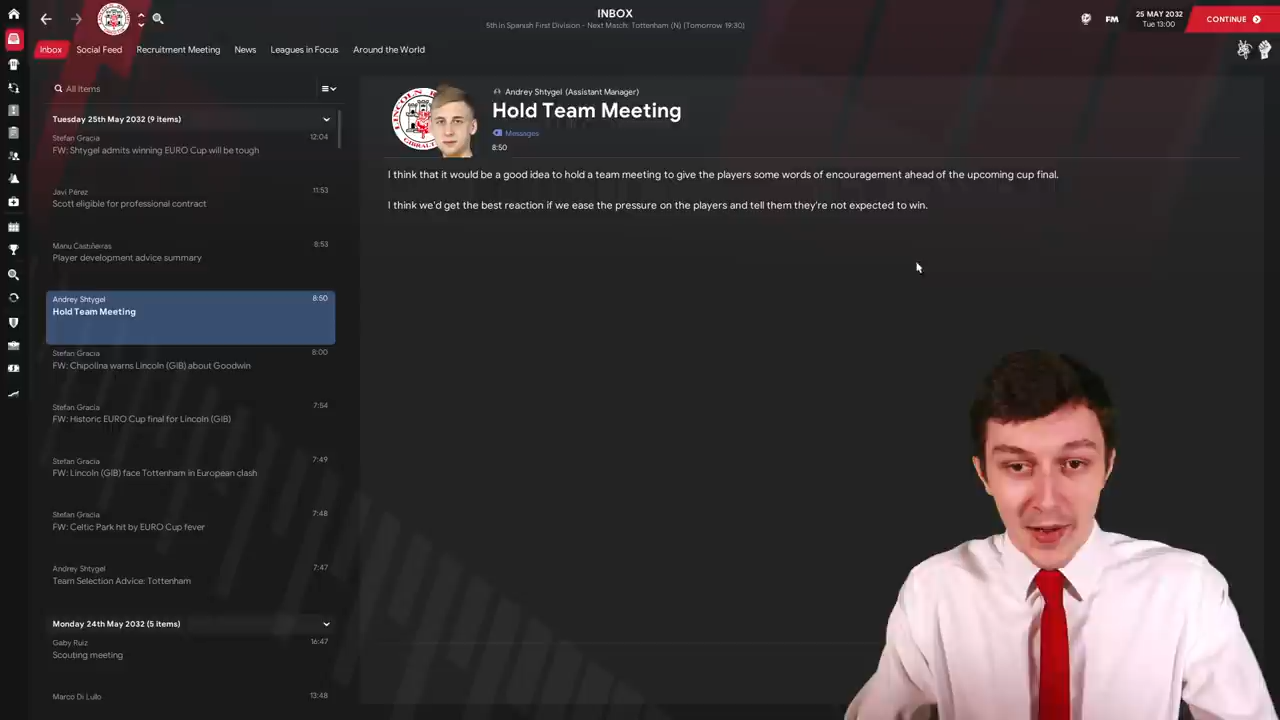 INBOX
5th in Spanish First Division - Next Match: Tottenham (N) (Tomorrow 19:30)
FM
25 MAY 2032
Tue 13:00
CONTINUE
Inbox
Social Feed
Recruitment Meeting
News
Leagues in Focus
Around the World
All Items
Tuesday 25th May 2032 (9 items)
Stefan Gracia 12:04
FW: Shtygel admits winning EURO Cup will be tough
Javi Pérez 11:53
Scott eligible for professional contract
Manu Castiñeiras 8:53
Player development advice summary
Andrey Shtygel 8:50
Hold Team Meeting
Stefan Gracia 8:00
FW: Chipolina warns Lincoln (GIB) about Goodwin
Stefan Gracia 7:54
FW: Historic EURO Cup final for Lincoln (GIB)
Stefan Gracia 7:49
FW: Lincoln (GIB) face Tottenham in European clash
Stefan Gracia 7:48
FW: Celtic Park hit by EURO Cup fever
Andrey Shtygel 7:47
Team Selection Advice: Tottenham
Monday 24th May 2032 (5 items)
Gaby Ruiz 16:47
Scouting meeting
Marco Di Lullo 13:48
Andrey Shtygel (Assistant Manager)
Hold Team Meeting
Messages
8:50
I think that it would be a good idea to hold a team meeting to give the players some words of encouragement ahead of the upcoming cup final.
I think we'd get the best reaction if we ease the pressure on the players and tell them they're not expected to win.